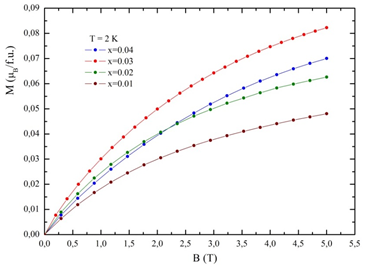 0,09
0,08
0,07
0,06
0,05
0,04
0,03
0,02
0,01
0,00
M (μB/f.u.)
T = 2 K
x=0.04
x=0.03
x=0.02
x=0.01
0,0 0,5 1,0 1,5 2,0 2,5 3,0 3,5 4,0 4,5 5,0 5,5
B (T)